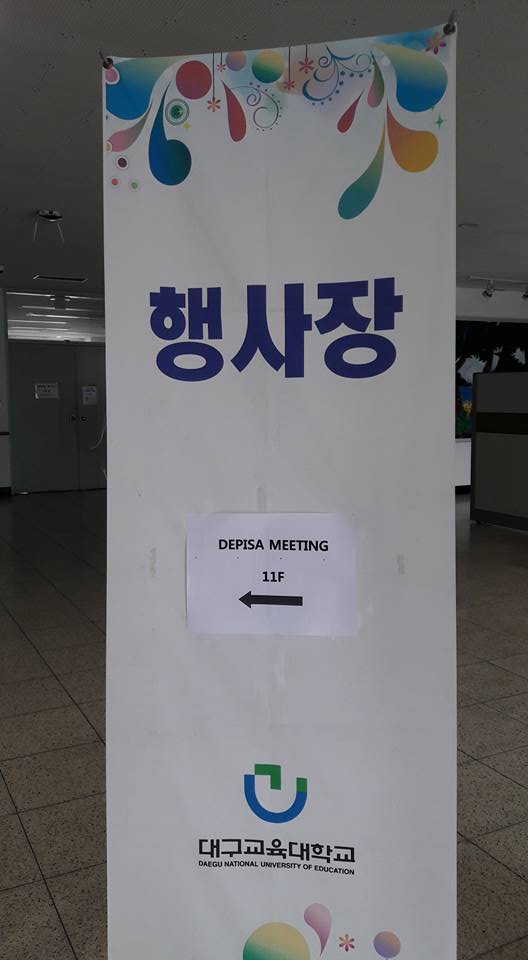 행사장
DEPISA MEETING
11F
대구교육대학교
DAEGU NATIONAL UNIVERSITY OF EDUCATION